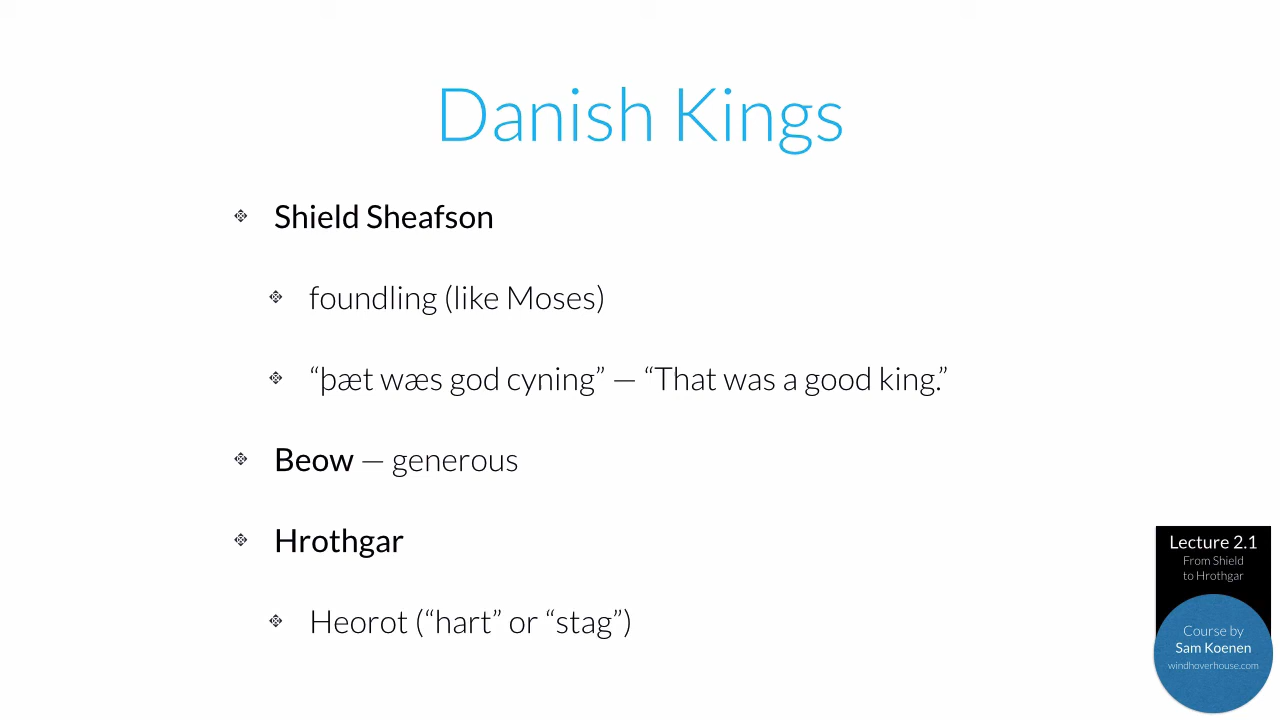 Danish Kings
Shield Sheafson
foundling (like Moses)
“þæt wæs god cyning” — “That was a good king.”
Beow — generous
Hrothgar
Heorot (“hart” or “stag”)
Lecture 2.1
From Shield
to Hrothgar
Course by
Sam Koenen
windhoverhouse.com